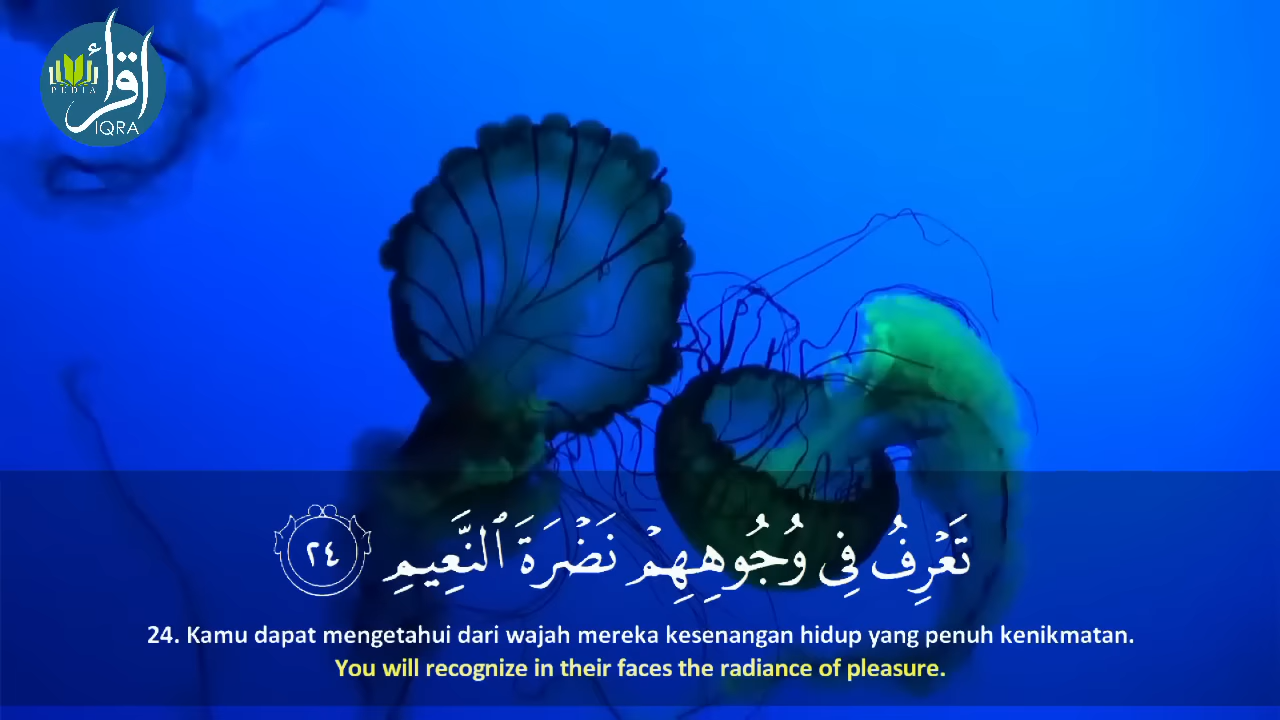 اقرأ
PEDIA
IQRA
تَعْرِفُ فِى وُجُوهِهِمْ نَضْرَةَ ٱلنَّعِيمِ ٢٤
24. Kamu dapat mengetahui dari wajah mereka kesenangan hidup yang penuh kenikmatan.
You will recognize in their faces the radiance of pleasure.